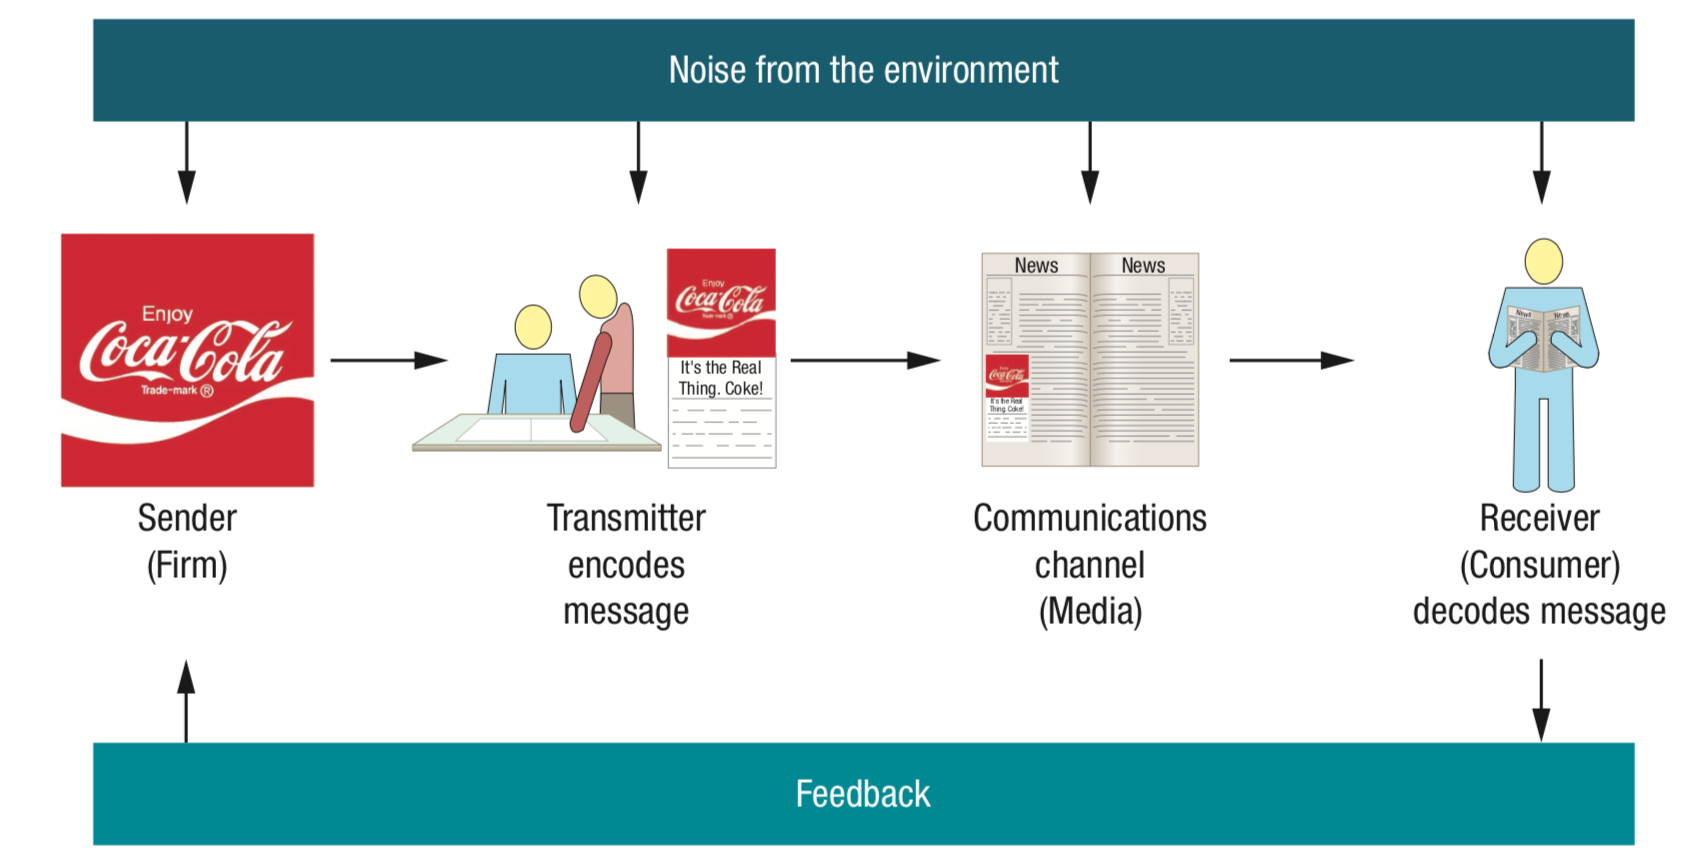 Noise from the environment
Enjoy
Coca-Cola
Trade-mark ®
Enjoy
Coca-Cola
Trade-mark ®
It's the Real
Thing. Coke!
News News
Coca-Cola
It's the Real
Thing. Coke!
News News
Sender
(Firm)
Transmitter
encodes
message
Communications
channel
(Media)
Receiver
(Consumer)
decodes message
Feedback